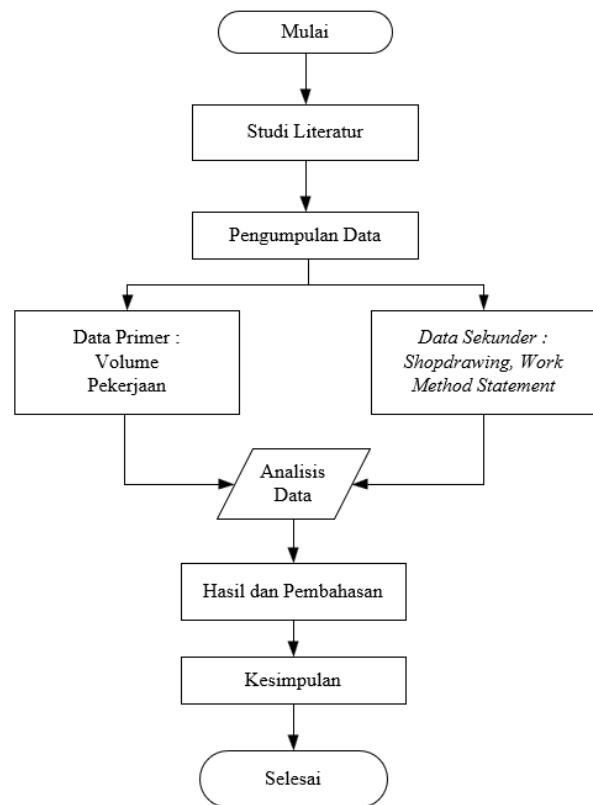 Mulai
Studi Literatur
Pengumpulan Data
Data Primer :
Volume
Pekerjaan
Data Sekunder :
Shopdrawing, Work
Method Statement
Analisis
Data
Hasil dan Pembahasan
Kesimpulan
Selesai